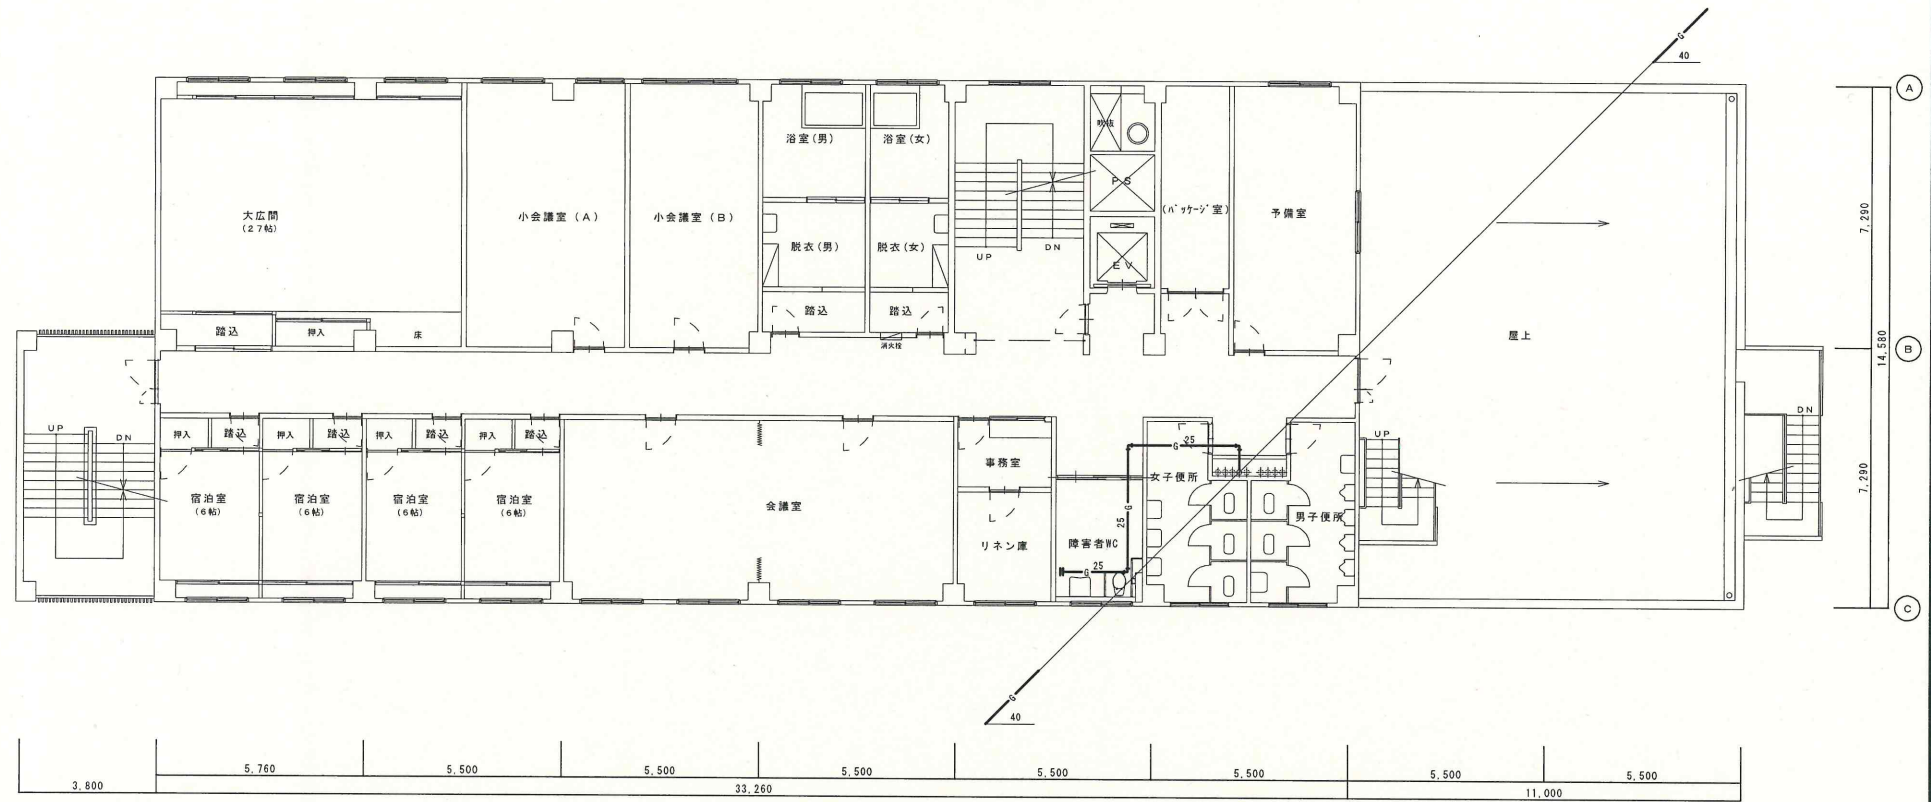 G
40
A
吹抜
浴室(男)
浴室(女)
PS
大広間
(27帖)
小会議室(A)
小会議室(B)
(パッケージ室)
予備室
7,290
脱衣(男)
脱衣(女)
UP
DN
EV
踏込
押入
床
踏込
踏込
消火栓
屋上
14,580
B
UP
DN
押入
踏込
押入
踏込
押入
踏込
押入
踏込
G
25
UP
DN
事務室
女子便所
宿泊室
(6帖)
宿泊室
(6帖)
宿泊室
(6帖)
宿泊室
(6帖)
会議室
G
25
男子便所
7,290
リネン庫
障害者WC
G
25
C
G
40
5,760
5,500
5,500
5,500
5,500
5,500
5,500
5,500
3,800
33,260
11,000